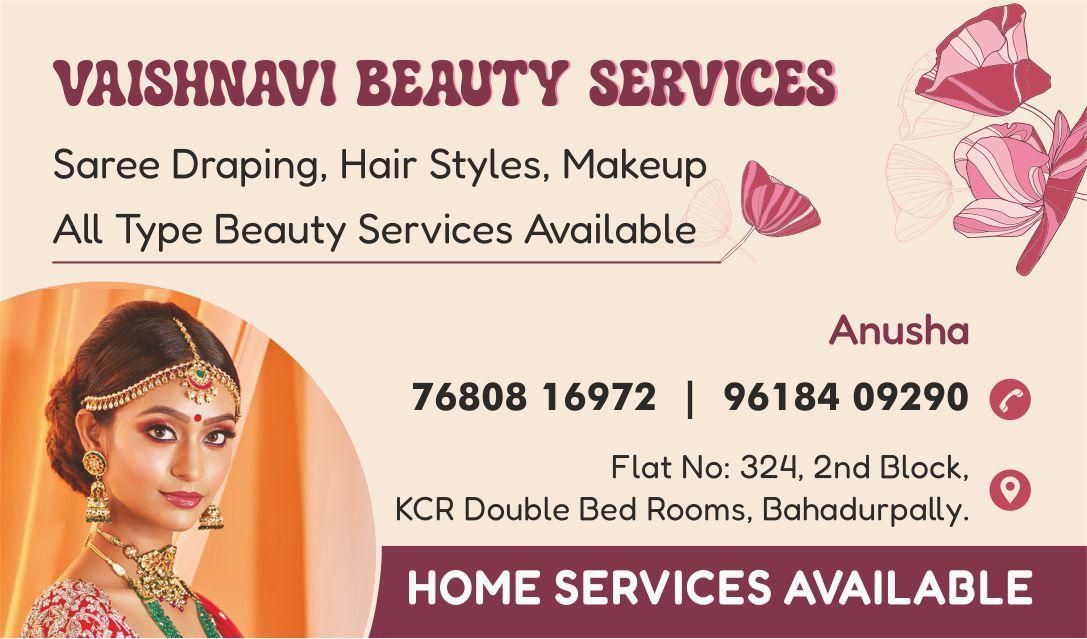 VAISHNAVI BEAUTY SERVICES
Saree Draping, Hair Styles, Makeup
All Type Beauty Services Available
Anusha
76808 16972 | 96184 09290
Flat No: 324, 2nd Block,
KCR Double Bed Rooms, Bahadurpally.
HOME SERVICES AVAILABLE